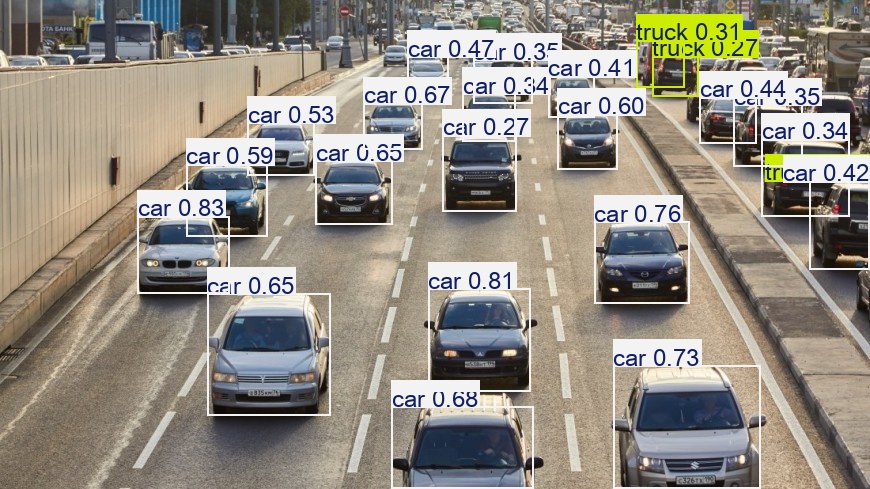 truck 0.31
truck 0.27
car 0.47
car 0.35
car 0.41
car 0.34
car 0.44
car 0.35
car 0.67
car 0.60
car 0.53
car 0.27
car 0.34
car 0.65
car 0.59
car 0.42
car 0.83
car 0.76
car 0.65
car 0.81
car 0.73
car 0.68
БАНК